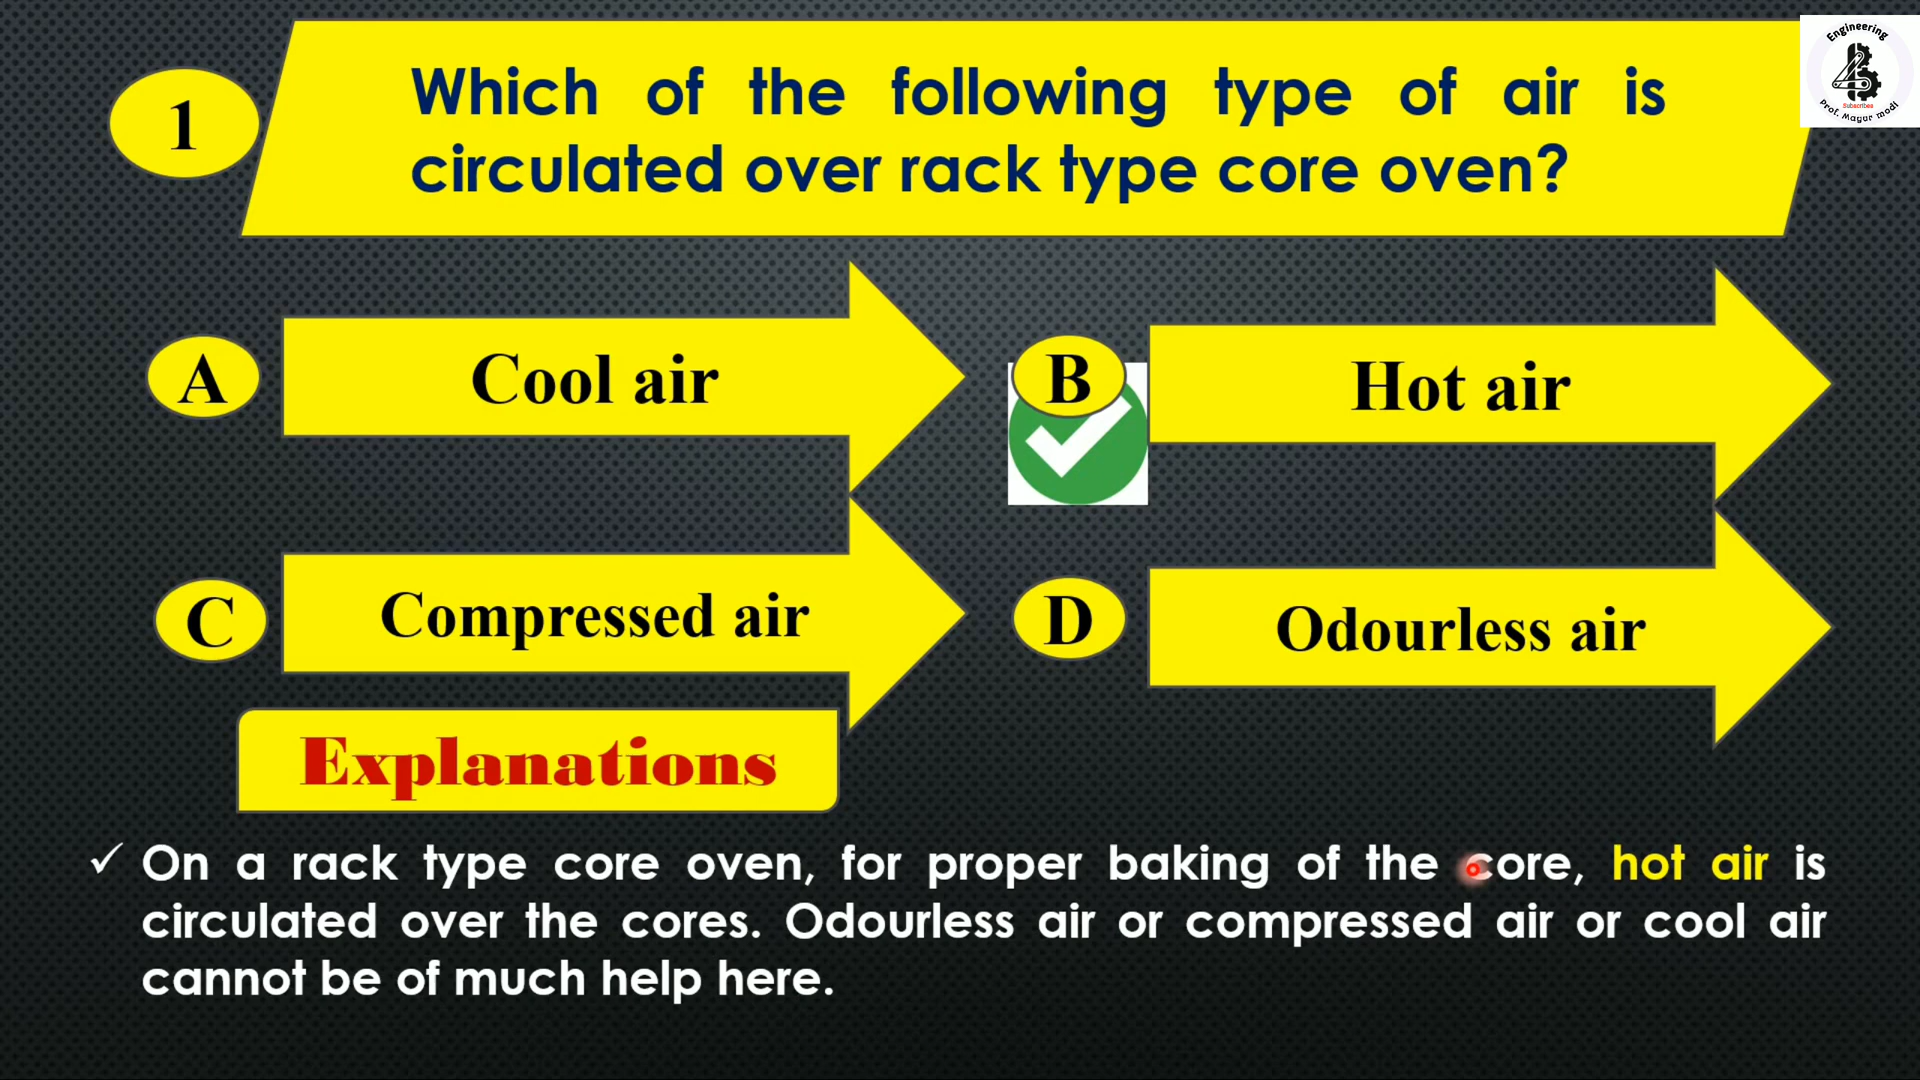 Engineering
Subscribes
Prof. Mayur modi
1
Which of the following type of air is
circulated over rack type core oven?
A
Cool air
B
Hot air
C
Compressed air
D
Odourless air
Explanations
✓ On a rack type core oven, for proper baking of the core, hot air is
circulated over the cores. Odourless air or compressed air or cool air
cannot be of much help here.